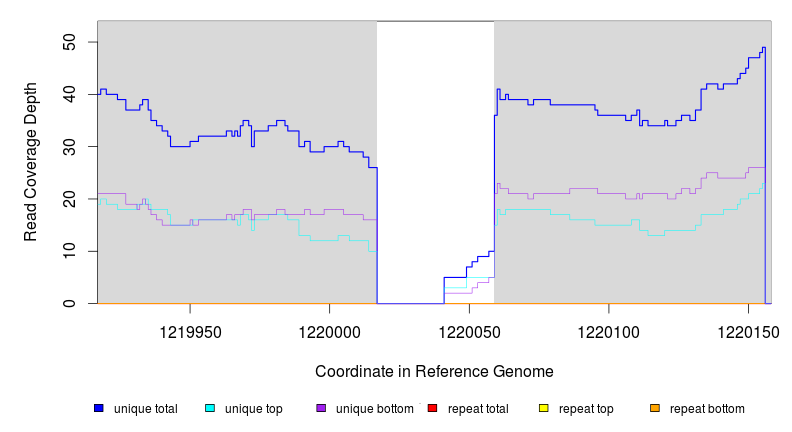 Read Coverage Depth
50
40
30
20
10
0
1219950 1220000 1220050 1220100 1220150
Coordinate in Reference Genome
unique total unique top unique bottom repeat total repeat top repeat bottom